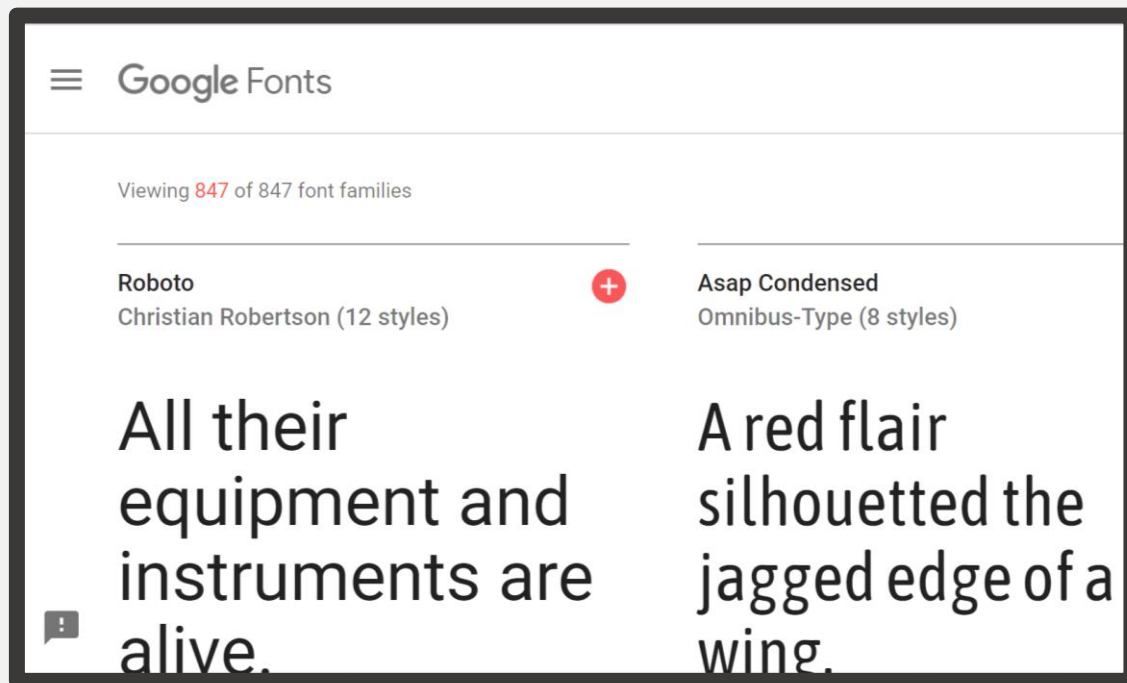 Google Fonts
Viewing 847 of 847 font families
Roboto
Christian Robertson (12 styles)
All their
equipment and
instruments are
alive.
Asap Condensed
Omnibus-Type (8 styles)
A red flair
silhouetted the
jagged edge of a
wing.